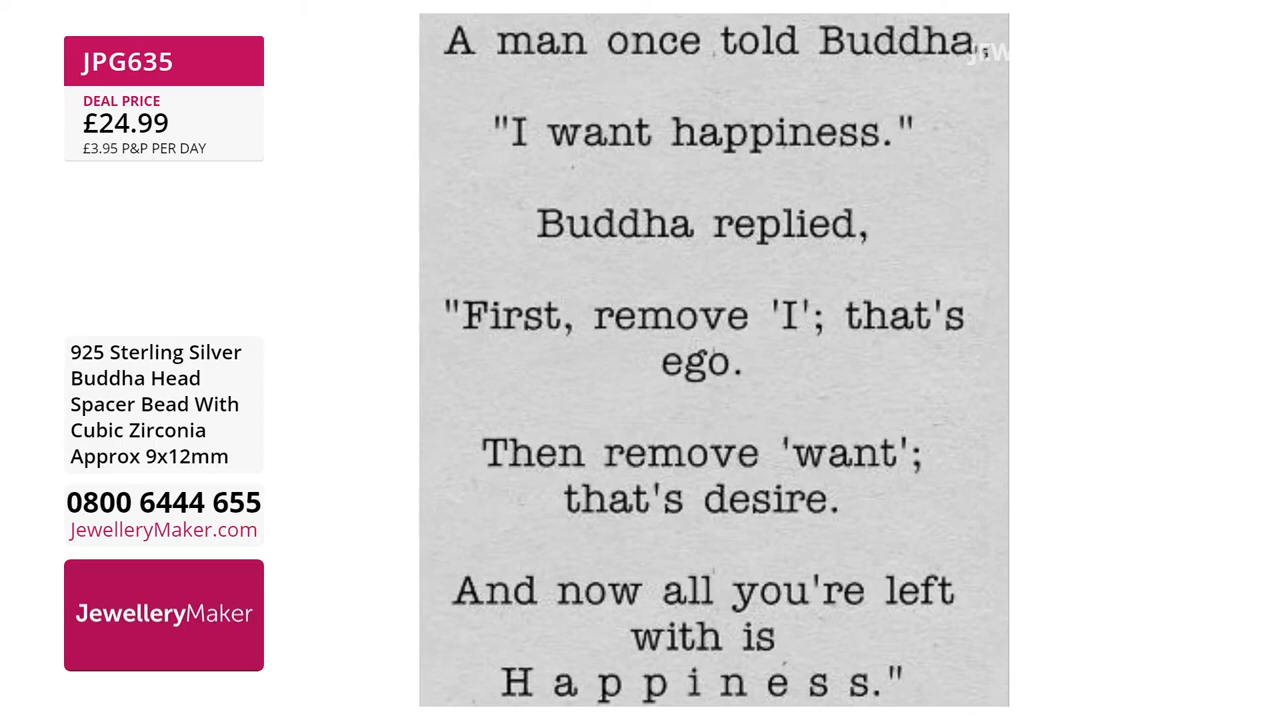 JPG635
DEAL PRICE
£24.99
£3.95 P&P PER DAY
925 Sterling Silver
Buddha Head
Spacer Bead With
Cubic Zirconia
Approx 9x12mm
0800 6444 655
JewelleryMaker.com
JewelleryMaker
A man once told Buddha,
"I want happiness."
Buddha replied,
"First, remove 'I'; that's
ego.
Then remove 'want';
that's desire.
And now all you're left
with is
H a p p i n e s s."